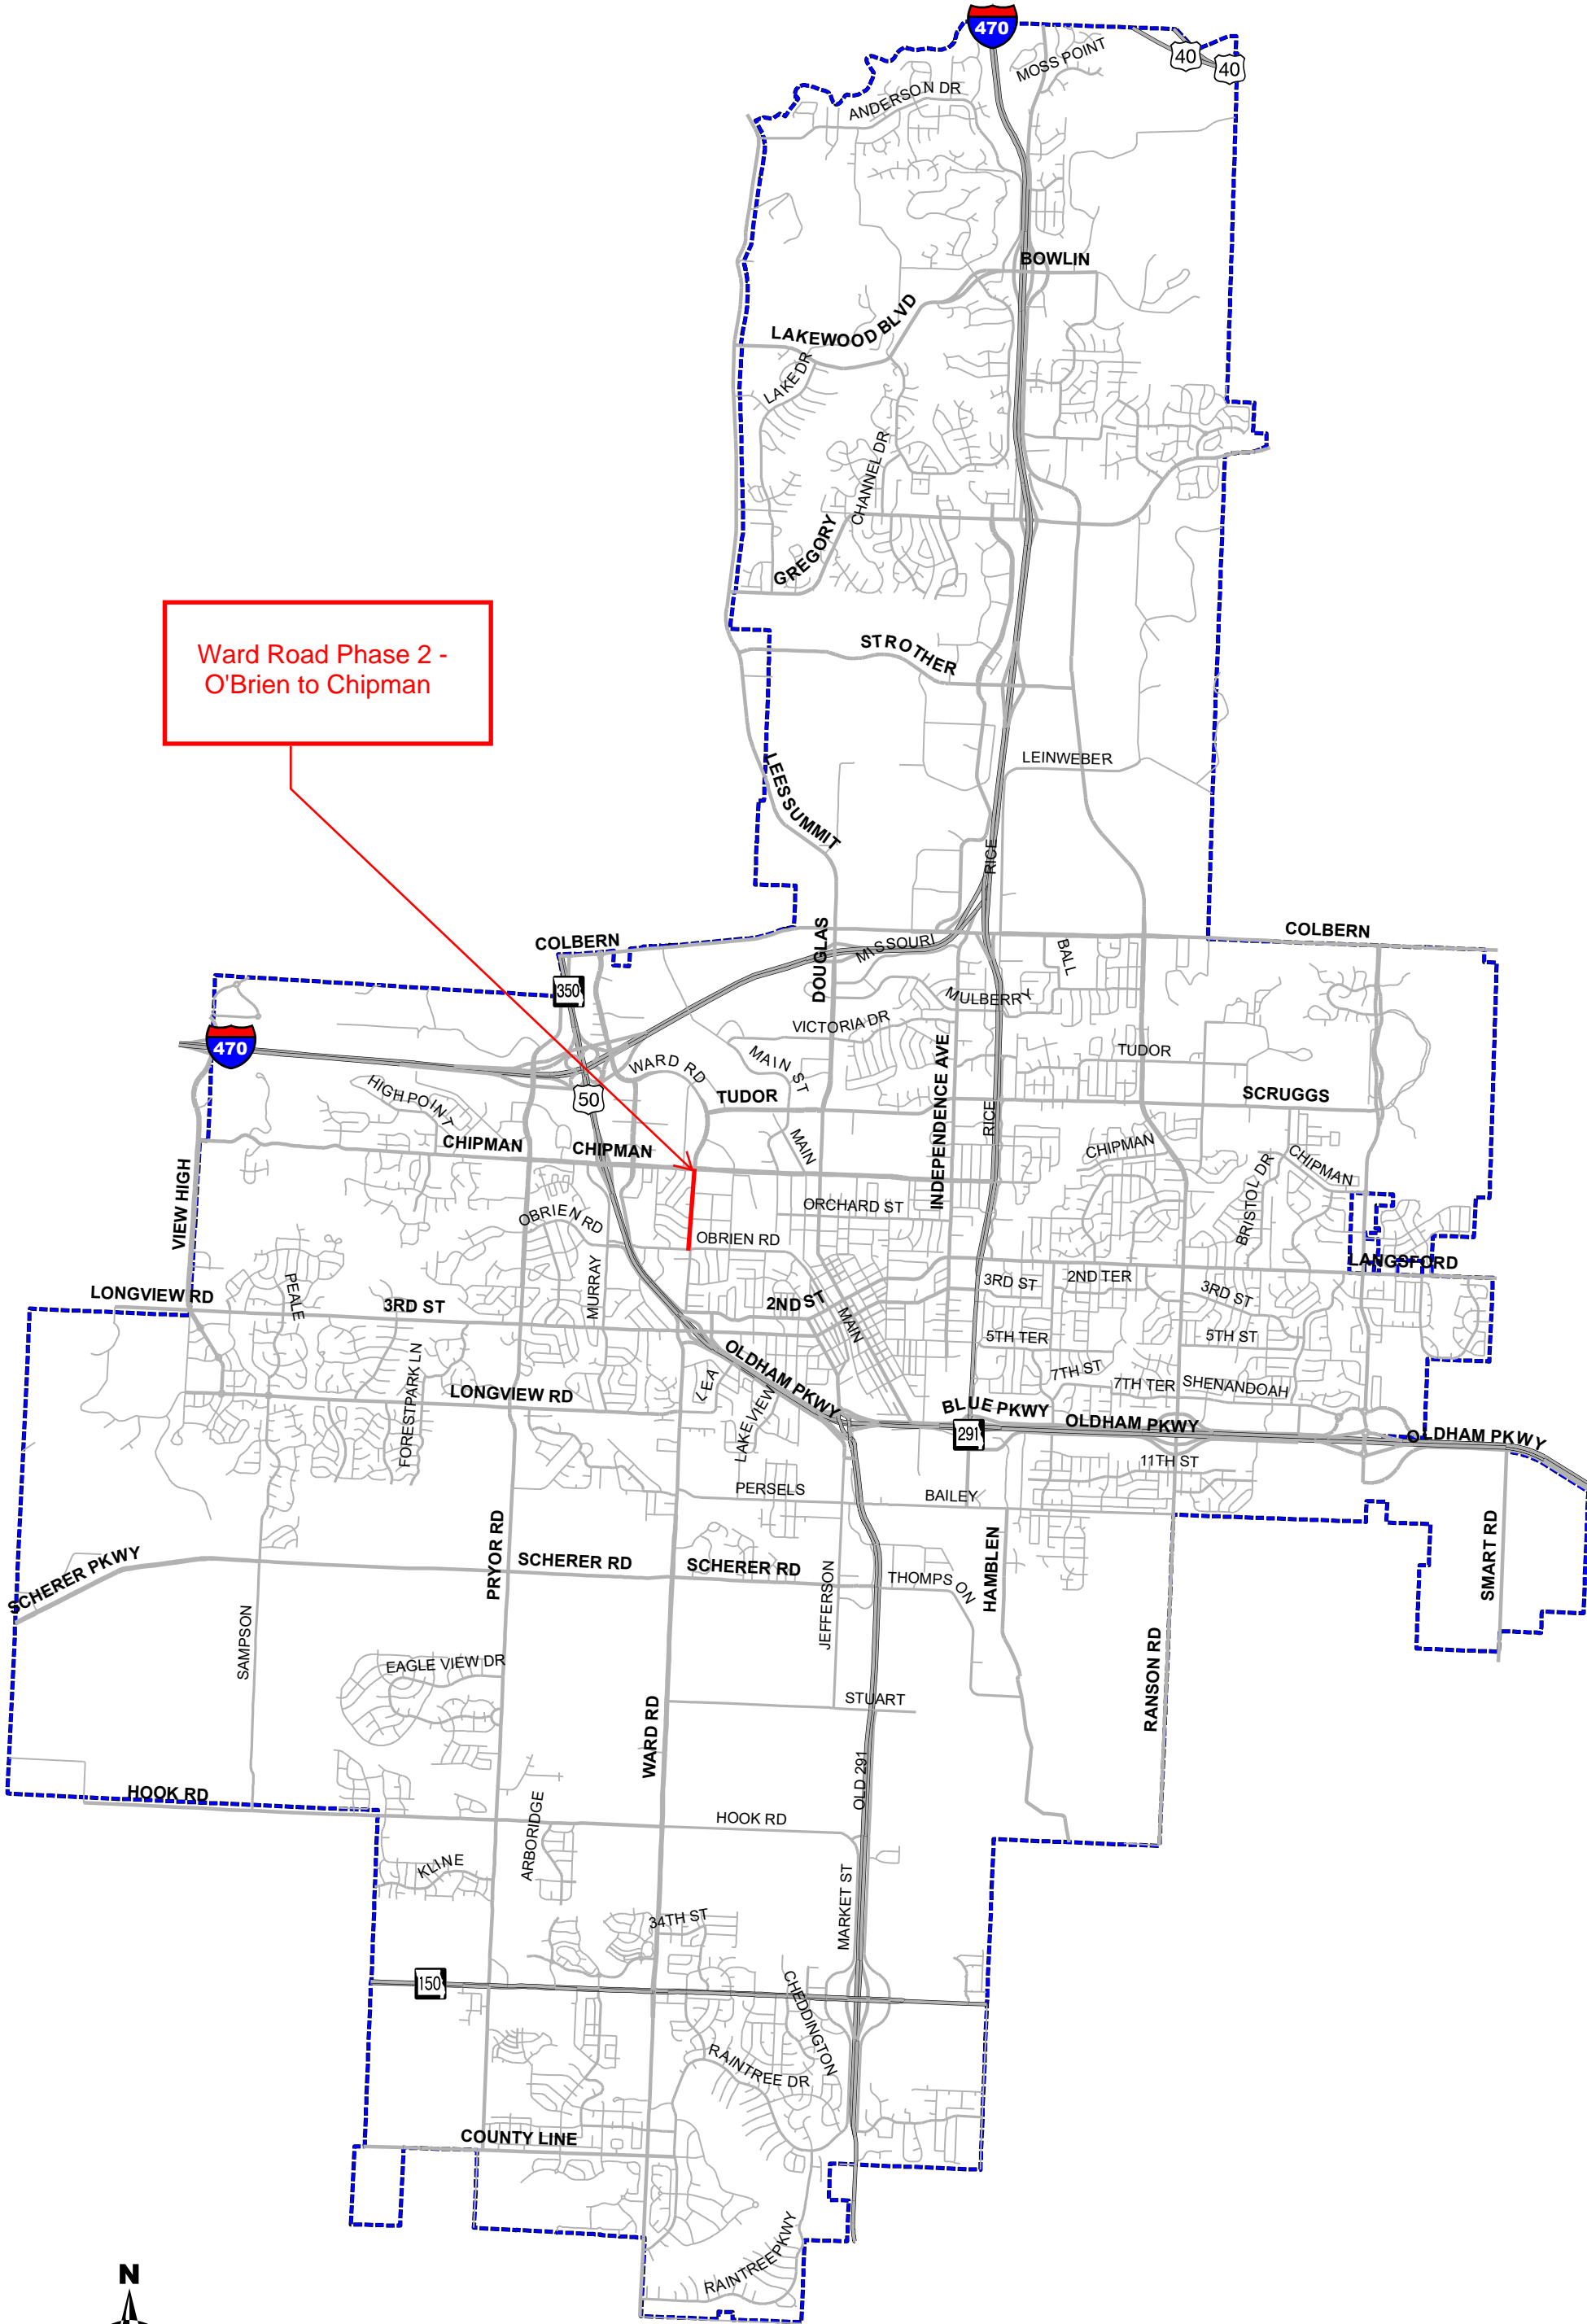 470
40
40
MOSS POINT
ANDERSON DR
BOWLIN
LAKEWOOD BLVD
LAKE DR
CHANNEL DR
GREGORY
STROTHER
Ward Road Phase 2 -
O'Brien to Chipman
LEINWEBER
LEES SUMMIT
RICE
COLBERN
COLBERN
DOUGLAS
MISSOURI
BALL
350
MULBERRY
VICTORIA DR
470
MAIN ST
WARD RD
INDEPENDENCE AVE
TUDOR
HIGH POINT
50
TUDOR
SCRUGGS
RICE
MAIN
CHIPMAN
CHIPMAN
CHIPMAN
CHIPMAN
VIEW HIGH
BRISTOL DR
ORCHARD ST
OBRIEN RD
OBRIEN RD
LANGSFORD
PEALE
MURRAY
3RD ST
2ND TER
3RD ST
LONGVIEW RD
3RD ST
2ND ST
MAIN
5TH TER
5TH ST
OLDHAM PKWY
FORESTPARK LN
LEA
LONGVIEW RD
7TH ST
7TH TER
SHENANDOAH
LAKEVIEW
BLUE PKWY
OLDHAM PKWY
291
OLDHAM PKWY
11TH ST
PERSELS
BAILEY
PRYOR RD
SCHERER PKWY
SCHERER RD
SCHERER RD
THOMPSON
HAMBLEN
SMART RD
JEFFERSON
SAMPSON
EAGLE VIEW DR
RANSON RD
STUART
WARD RD
OLD 291
HOOK RD
HOOK RD
ARBORIDGE
KLINE
MARKET ST
34TH ST
150
CHEDDINGTON
RAINTREE DR
COUNTY LINE
RAINTREE PKWY
N